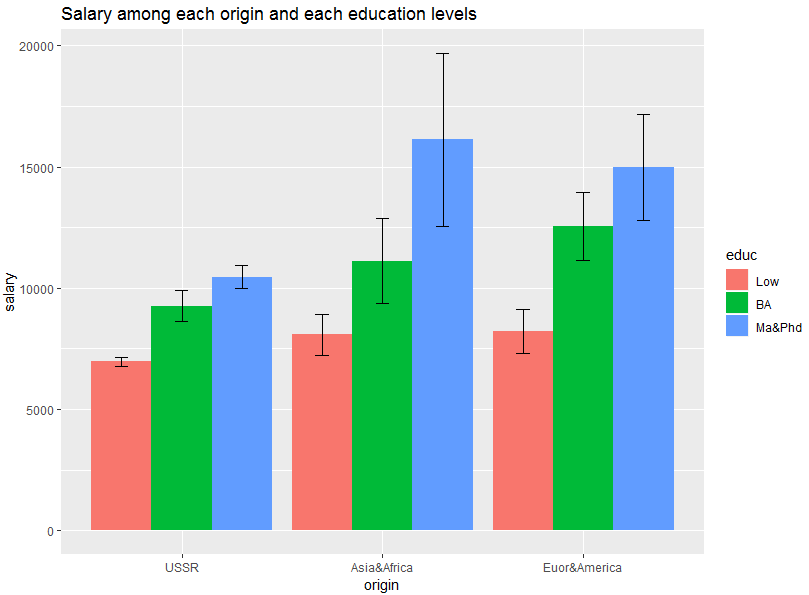 Salary among each origin and each education levels
20000
15000
10000
5000
0
salary
USSR
Asia&Africa
Euor&America
origin
educ
Low
BA
Ma&Phd